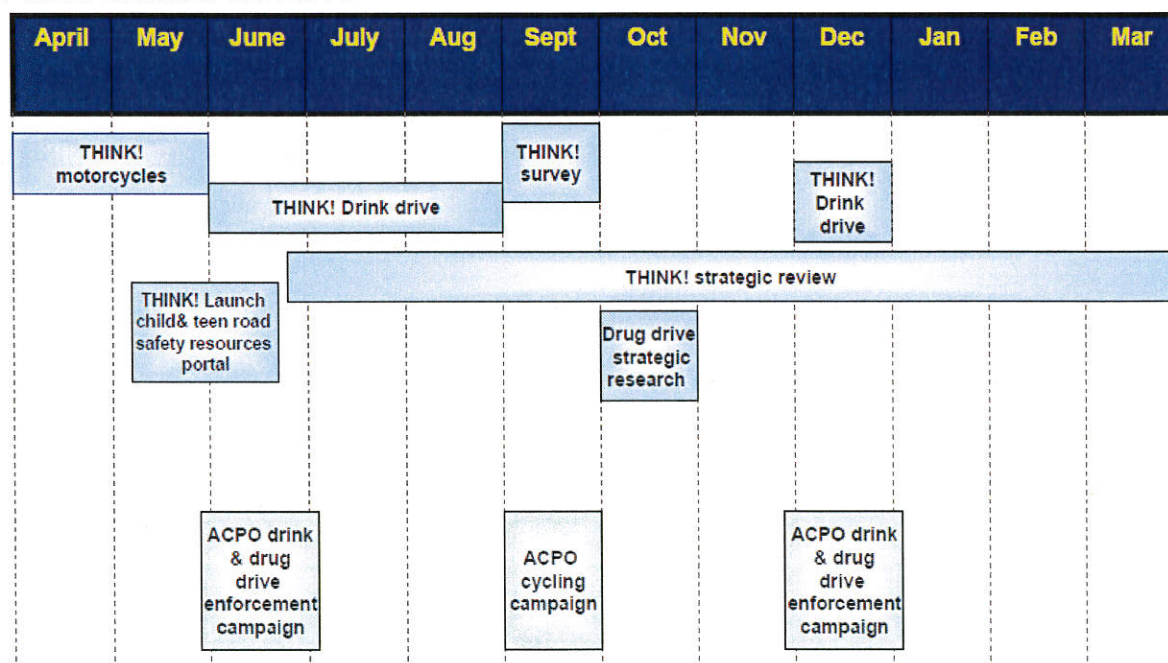 April May June July Aug Sept Oct Nov Dec Jan Feb Mar
THINK!
motorcycles
THINK! Drink drive
THINK!
survey
THINK!
Drink
drive
THINK! strategic review
THINK! Launch
child& teen road
safety resources
portal
Drug drive
strategic
research
ACPO drink
& drug
drive
enforcement
campaign
ACPO
cycling
campaign
ACPO drink
& drug
drive
enforcement
campaign